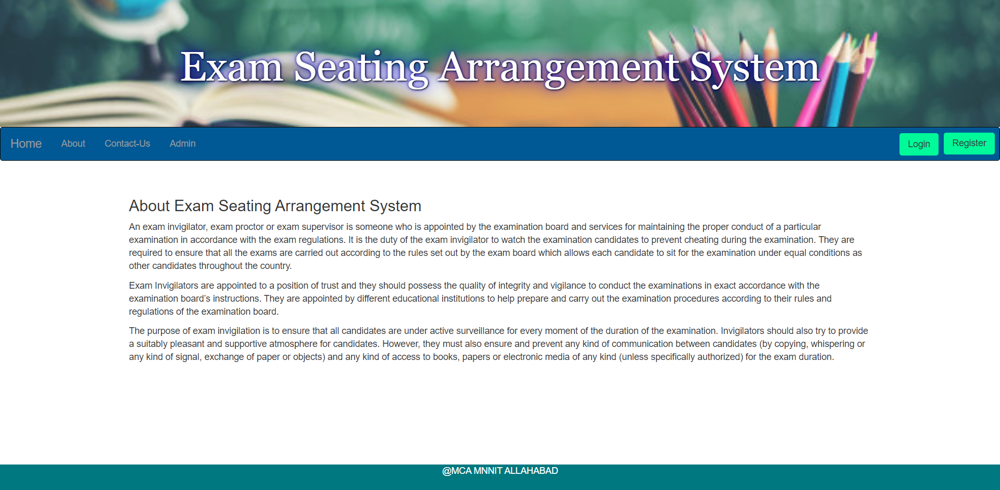 Exam Seating Arrangement System
Home About Contact-Us Admin Login Register
About Exam Seating Arrangement System
An exam invigilator, exam proctor or exam supervisor is someone who is appointed by the examination board and services for maintaining the proper conduct of a particular
examination in accordance with the exam regulations. It is the duty of the exam invigilator to watch the examination candidates to prevent cheating during the examination. They are
required to ensure that all the exams are carried out according to the rules set out by the exam board which allows each candidate to sit for the examination under equal conditions as
other candidates throughout the country.
Exam Invigilators are appointed to a position of trust and they should possess the quality of integrity and vigilance to conduct the examinations in exact accordance with the
examination board’s instructions. They are appointed by different educational institutions to help prepare and carry out the examination procedures according to their rules and
regulations of the examination board.
The purpose of exam invigilation is to ensure that all candidates are under active surveillance for every moment of the duration of the examination. Invigilators should also try to provide
a suitably pleasant and supportive atmosphere for candidates. However, they must also ensure and prevent any kind of communication between candidates (by copying, whispering or
any kind of signal, exchange of paper or objects) and any kind of access to books, papers or electronic media of any kind (unless specifically authorized) for the exam duration.
@MCA MNNIT ALLAHABAD